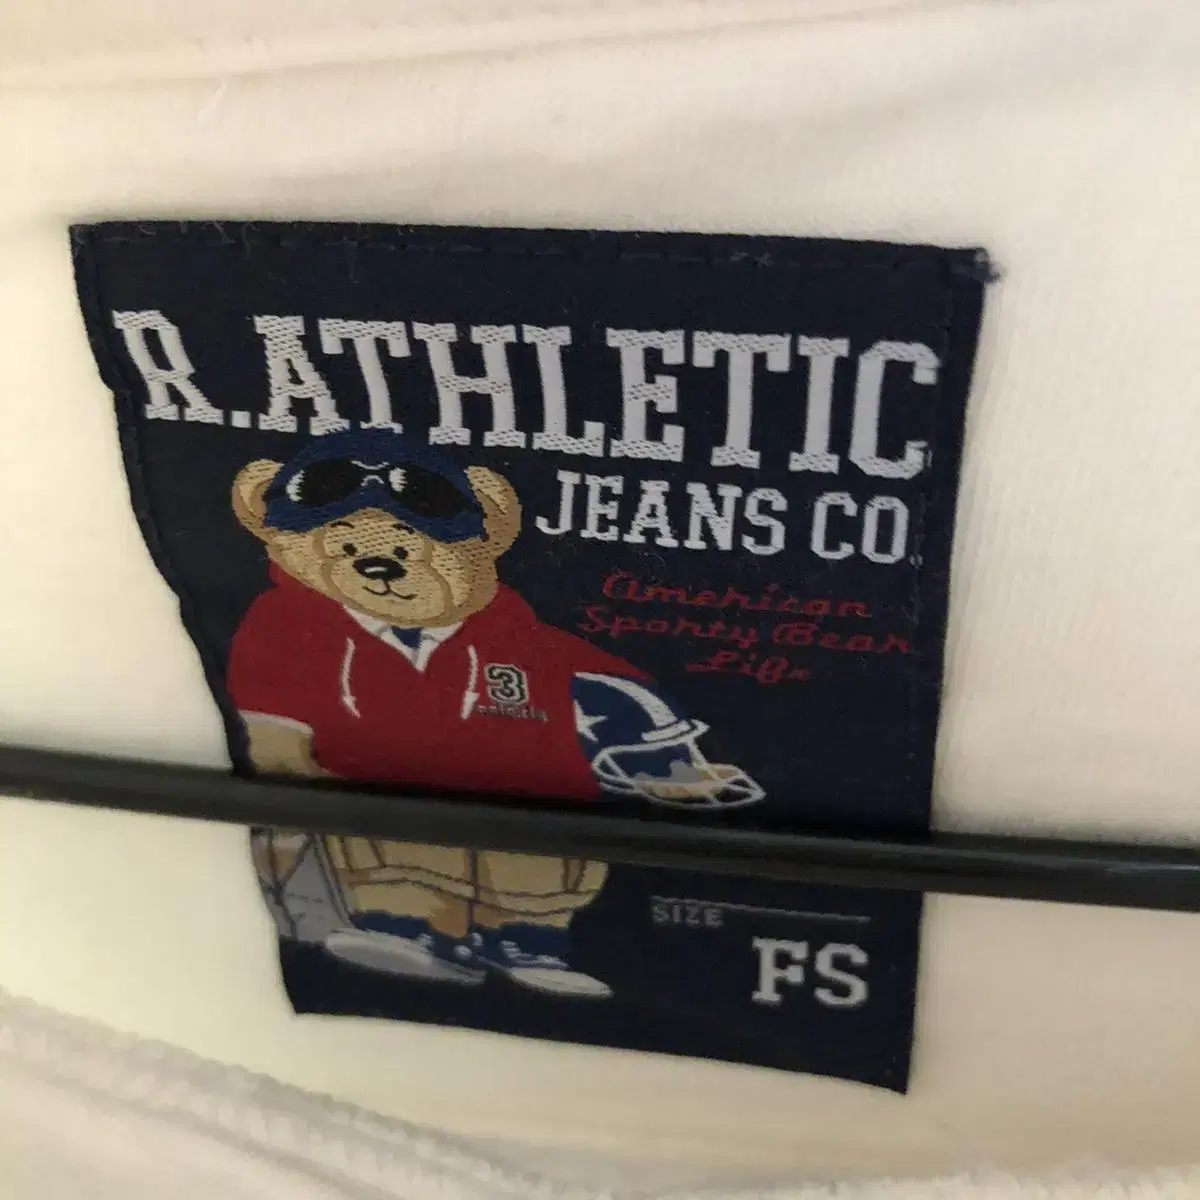 R.ATHLETIC
JEANS CO.
American
Sporty Bear
Life
3
SIZE
FS